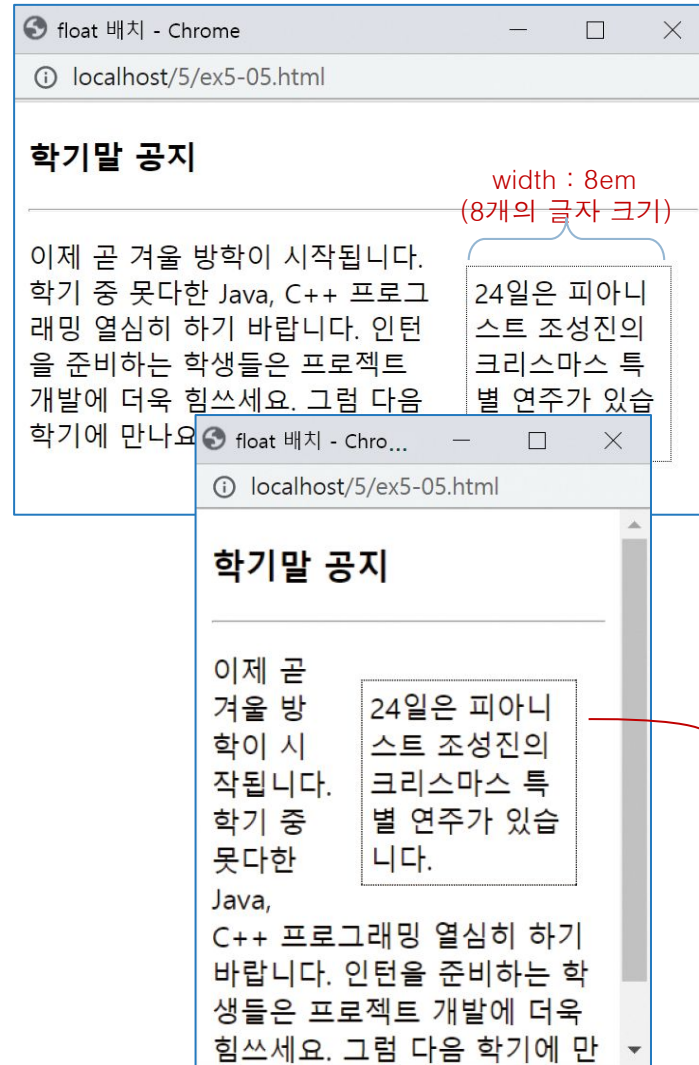 float 배치 - Chrome
localhost/5/ex5-05.html
학기말 공지
width : 8em
(8개의 글자 크기)
이제 곧 겨울 방학이 시작됩니다.
학기 중 못다한 Java, C++ 프로그
래밍 열심히 하기 바랍니다. 인턴
을 준비하는 학생들은 프로젝트
개발에 더욱 힘쓰세요. 그럼 다음
학기에 만나요
24일은 피아니
스트 조성진의
크리스마스 특
별 연주가 있습
float 배치 - Chro...
localhost/5/ex5-05.html
학기말 공지
이제 곧
겨울 방
학이 시
작됩니다.
학기 중
못다한
Java,
C++ 프로그래밍 열심히 하기
바랍니다. 인턴을 준비하는 학
생들은 프로젝트 개발에 더욱
힘쓰세요. 그럼 다음 학기에 만
24일은 피아니
스트 조성진의
크리스마스 특
별 연주가 있습
니다.